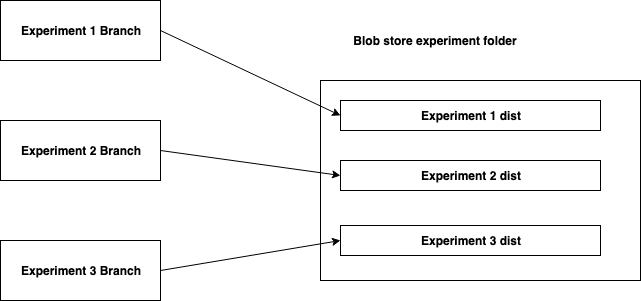 Experiment 1 Branch
Blob store experiment folder
Experiment 1 dist
Experiment 2 Branch
Experiment 2 dist
Experiment 3 dist
Experiment 3 Branch